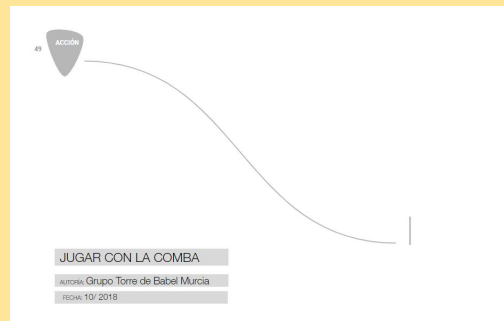 49
ACCIÓN
JUGAR CON LA COMBA
AUTORÍA: Grupo Torre de Babel Murcia
FECHA: 10/ 2018